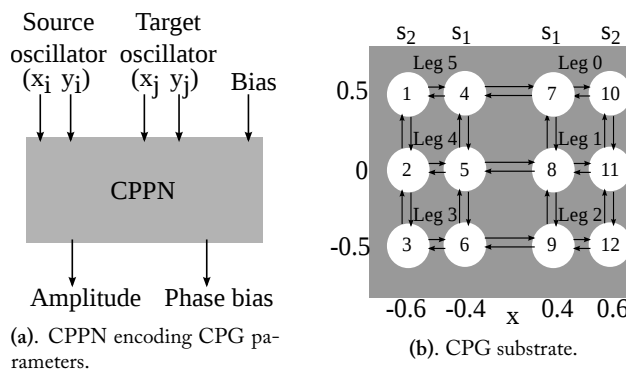 Source oscillator
(xi yi)
Target oscillator
(xj yj)
Bias
CPPN
Amplitude
Phase bias
(a). CPPN encoding CPG pa-
rameters.
s2 s1 s1 s2
Leg 5 Leg 0
0.5 1 4 7 10
Leg 4 Leg 1
0 2 5 8 11
Leg 3 Leg 2
-0.5 3 6 9 12
-0.6 -0.4 x 0.4 0.6
(b). CPG substrate.